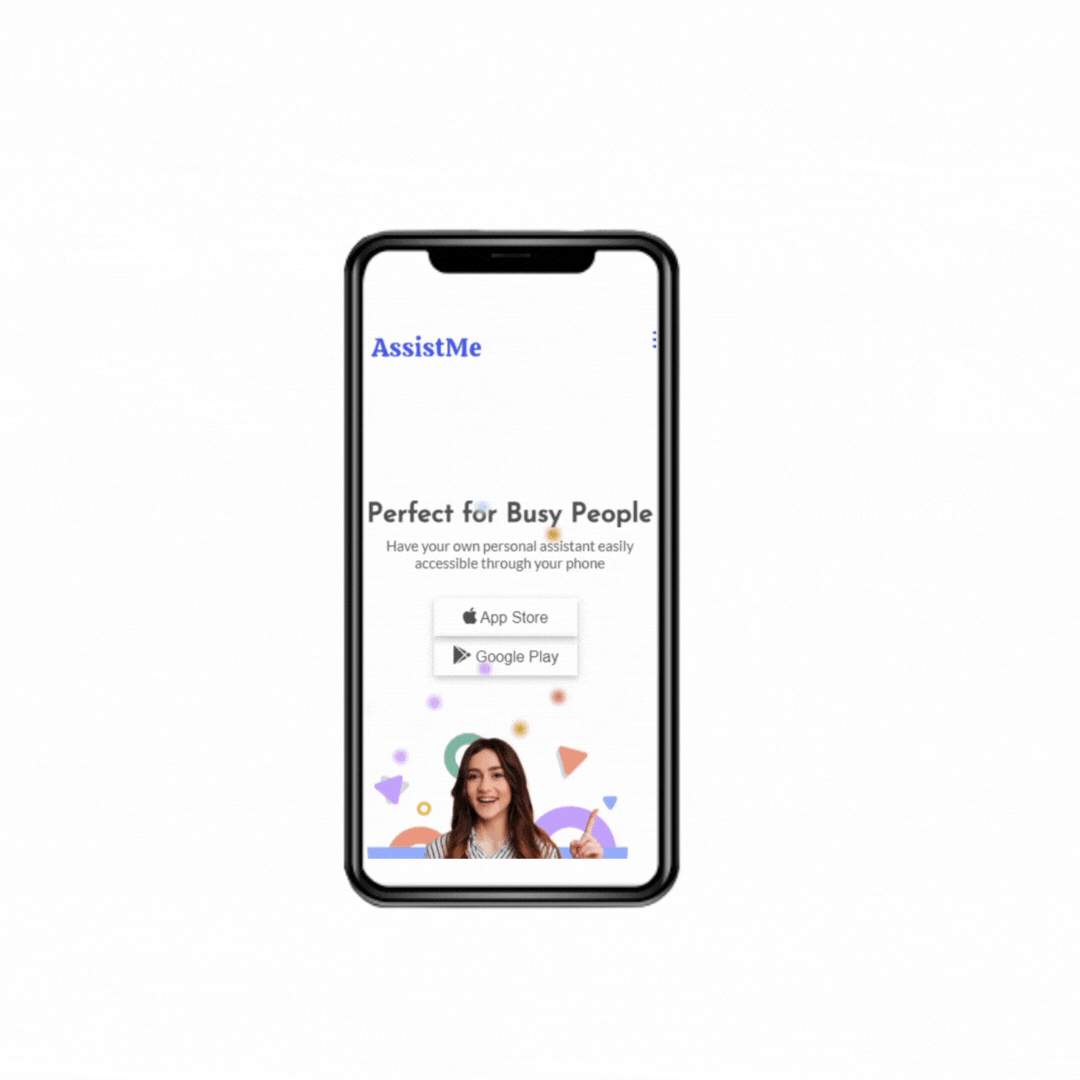 AssistMe
Perfect for Busy People
Have your own personal assistant easily
accessible through your phone
App Store
Google Play